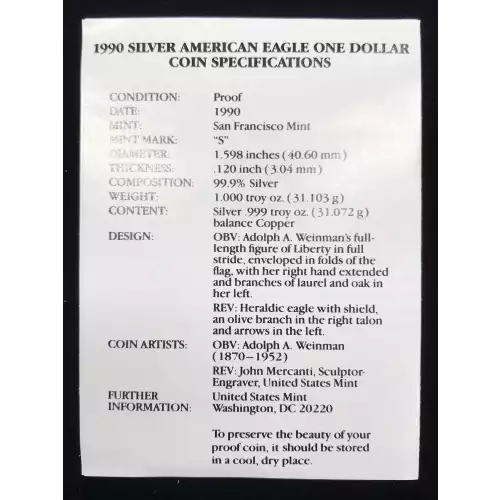 1990 SILVER AMERICAN EAGLE ONE DOLLAR
COIN SPECIFICATIONS
CONDITION: Proof
DATE: 1990
MINT: San Francisco Mint
MINT MARK: “S”
DIAMETER: 1.598 inches (40.60 mm)
THICKNESS: .120 inch (3.04 mm)
COMPOSITION: 99.9% Silver
WEIGHT: 1.000 troy oz. (31.103 g)
CONTENT: Silver .999 troy oz. (31.072 g)
balance Copper
DESIGN: OBV: Adolph A. Weinman's full-
length figure of Liberty in full
stride, enveloped in folds of the
flag, with her right hand extended
and branches of laurel and oak in
her left.
REV: Heraldic eagle with shield,
an olive branch in the right talon
and arrows in the left.
COIN ARTISTS: OBV: Adolph A. Weinman
(1870–1952)
REV: John Mercanti, Sculptor-
Engraver, United States Mint
FURTHER United States Mint
INFORMATION: Washington, DC 20220
To preserve the beauty of your
proof coin, it should be stored
in a cool, dry place.